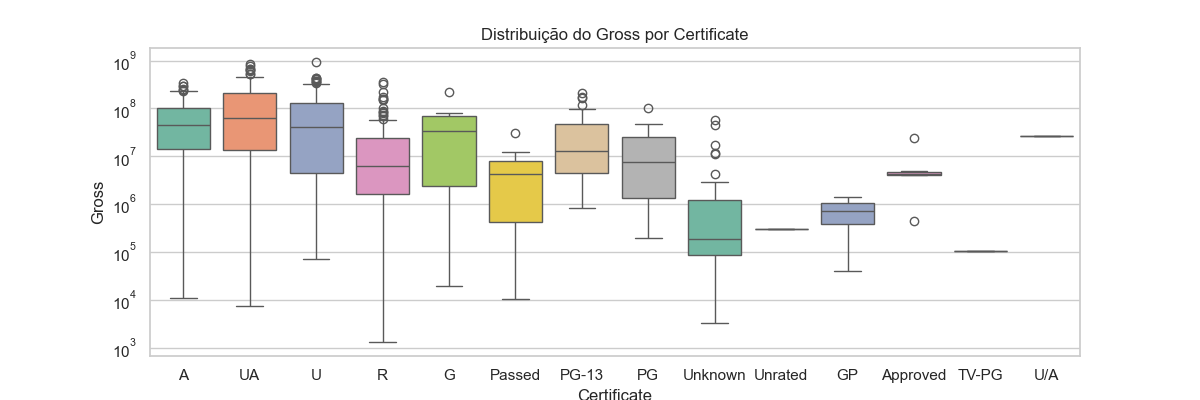 Distribuição do Gross por Certificate
10^9
10^8
10^7
10^6
10^5
10^4
10^3
Gross
A UA U R G Passed PG-13 PG Unknown Unrated GP Approved TV-PG U/A
Certificate